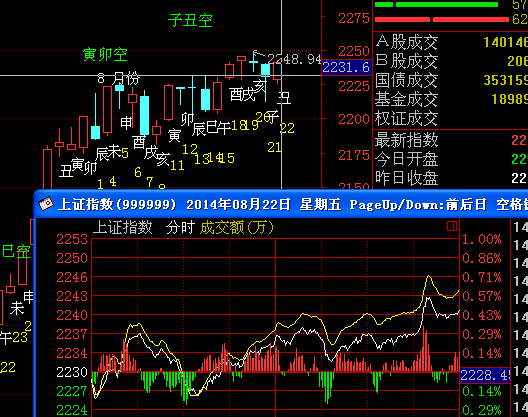 子丑空
2275
57
62
寅卯空
2250
2248.94
2231.6
8 月份
2200
2175
2150
A股成交 140146
B股成交 206
国债成交 353159
基金成交 18989
权证成交
最新指数 22
今日开盘 22
昨日收盘 22
丑 寅 卯 辰 未 申 酉 戌 亥 寅 卯 辰 巳 午 酉 戌 亥 子 丑
1 4 5 6 7 8 11 12 13 14 15 18 19 20 21 22
上证指数(999999) 2014年08月22日 星期五 PageUp/Down:前后日 空格键
上证指数 分时 成交额(万)
2253 1.00%
2250 0.86%
2246 0.71%
2243 0.57%
2240 0.43%
2237 0.29%
2234 0.14%
2230 2228.4
2227 0.14%
2224 0.29%
巳空
申
未
午 23
22